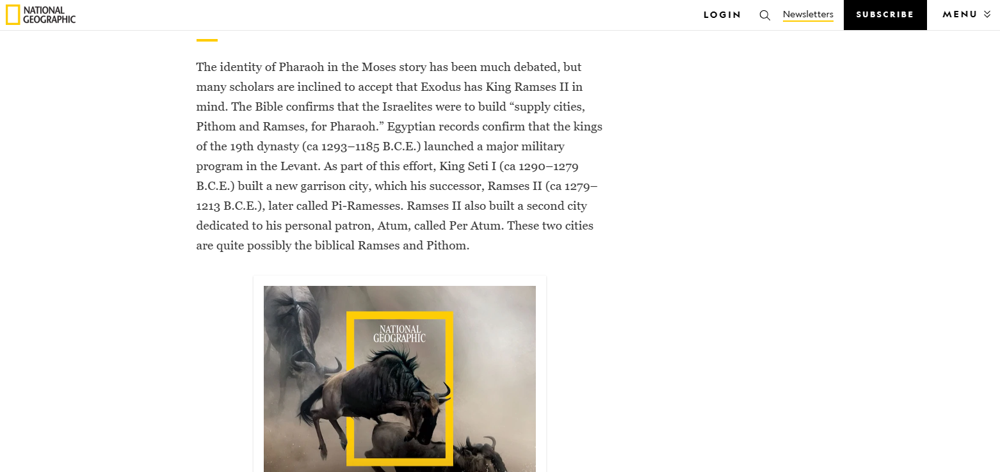 NATIONAL
GEOGRAPHIC
LOGIN
Newsletters
SUBSCRIBE
MENU
The identity of Pharaoh in the Moses story has been much debated, but
many scholars are inclined to accept that Exodus has King Ramses II in
mind. The Bible confirms that the Israelites were to build “supply cities,
Pithom and Ramses, for Pharaoh.” Egyptian records confirm that the kings
of the 19th dynasty (ca 1293–1185 B.C.E.) launched a major military
program in the Levant. As part of this effort, King Seti I (ca 1290–1279
B.C.E.) built a new garrison city, which his successor, Ramses II (ca 1279–
1213 B.C.E.), later called Pi-Ramesses. Ramses II also built a second city
dedicated to his personal patron, Atum, called Per Atum. These two cities
are quite possibly the biblical Ramses and Pithom.
NATIONAL
GEOGRAPHIC